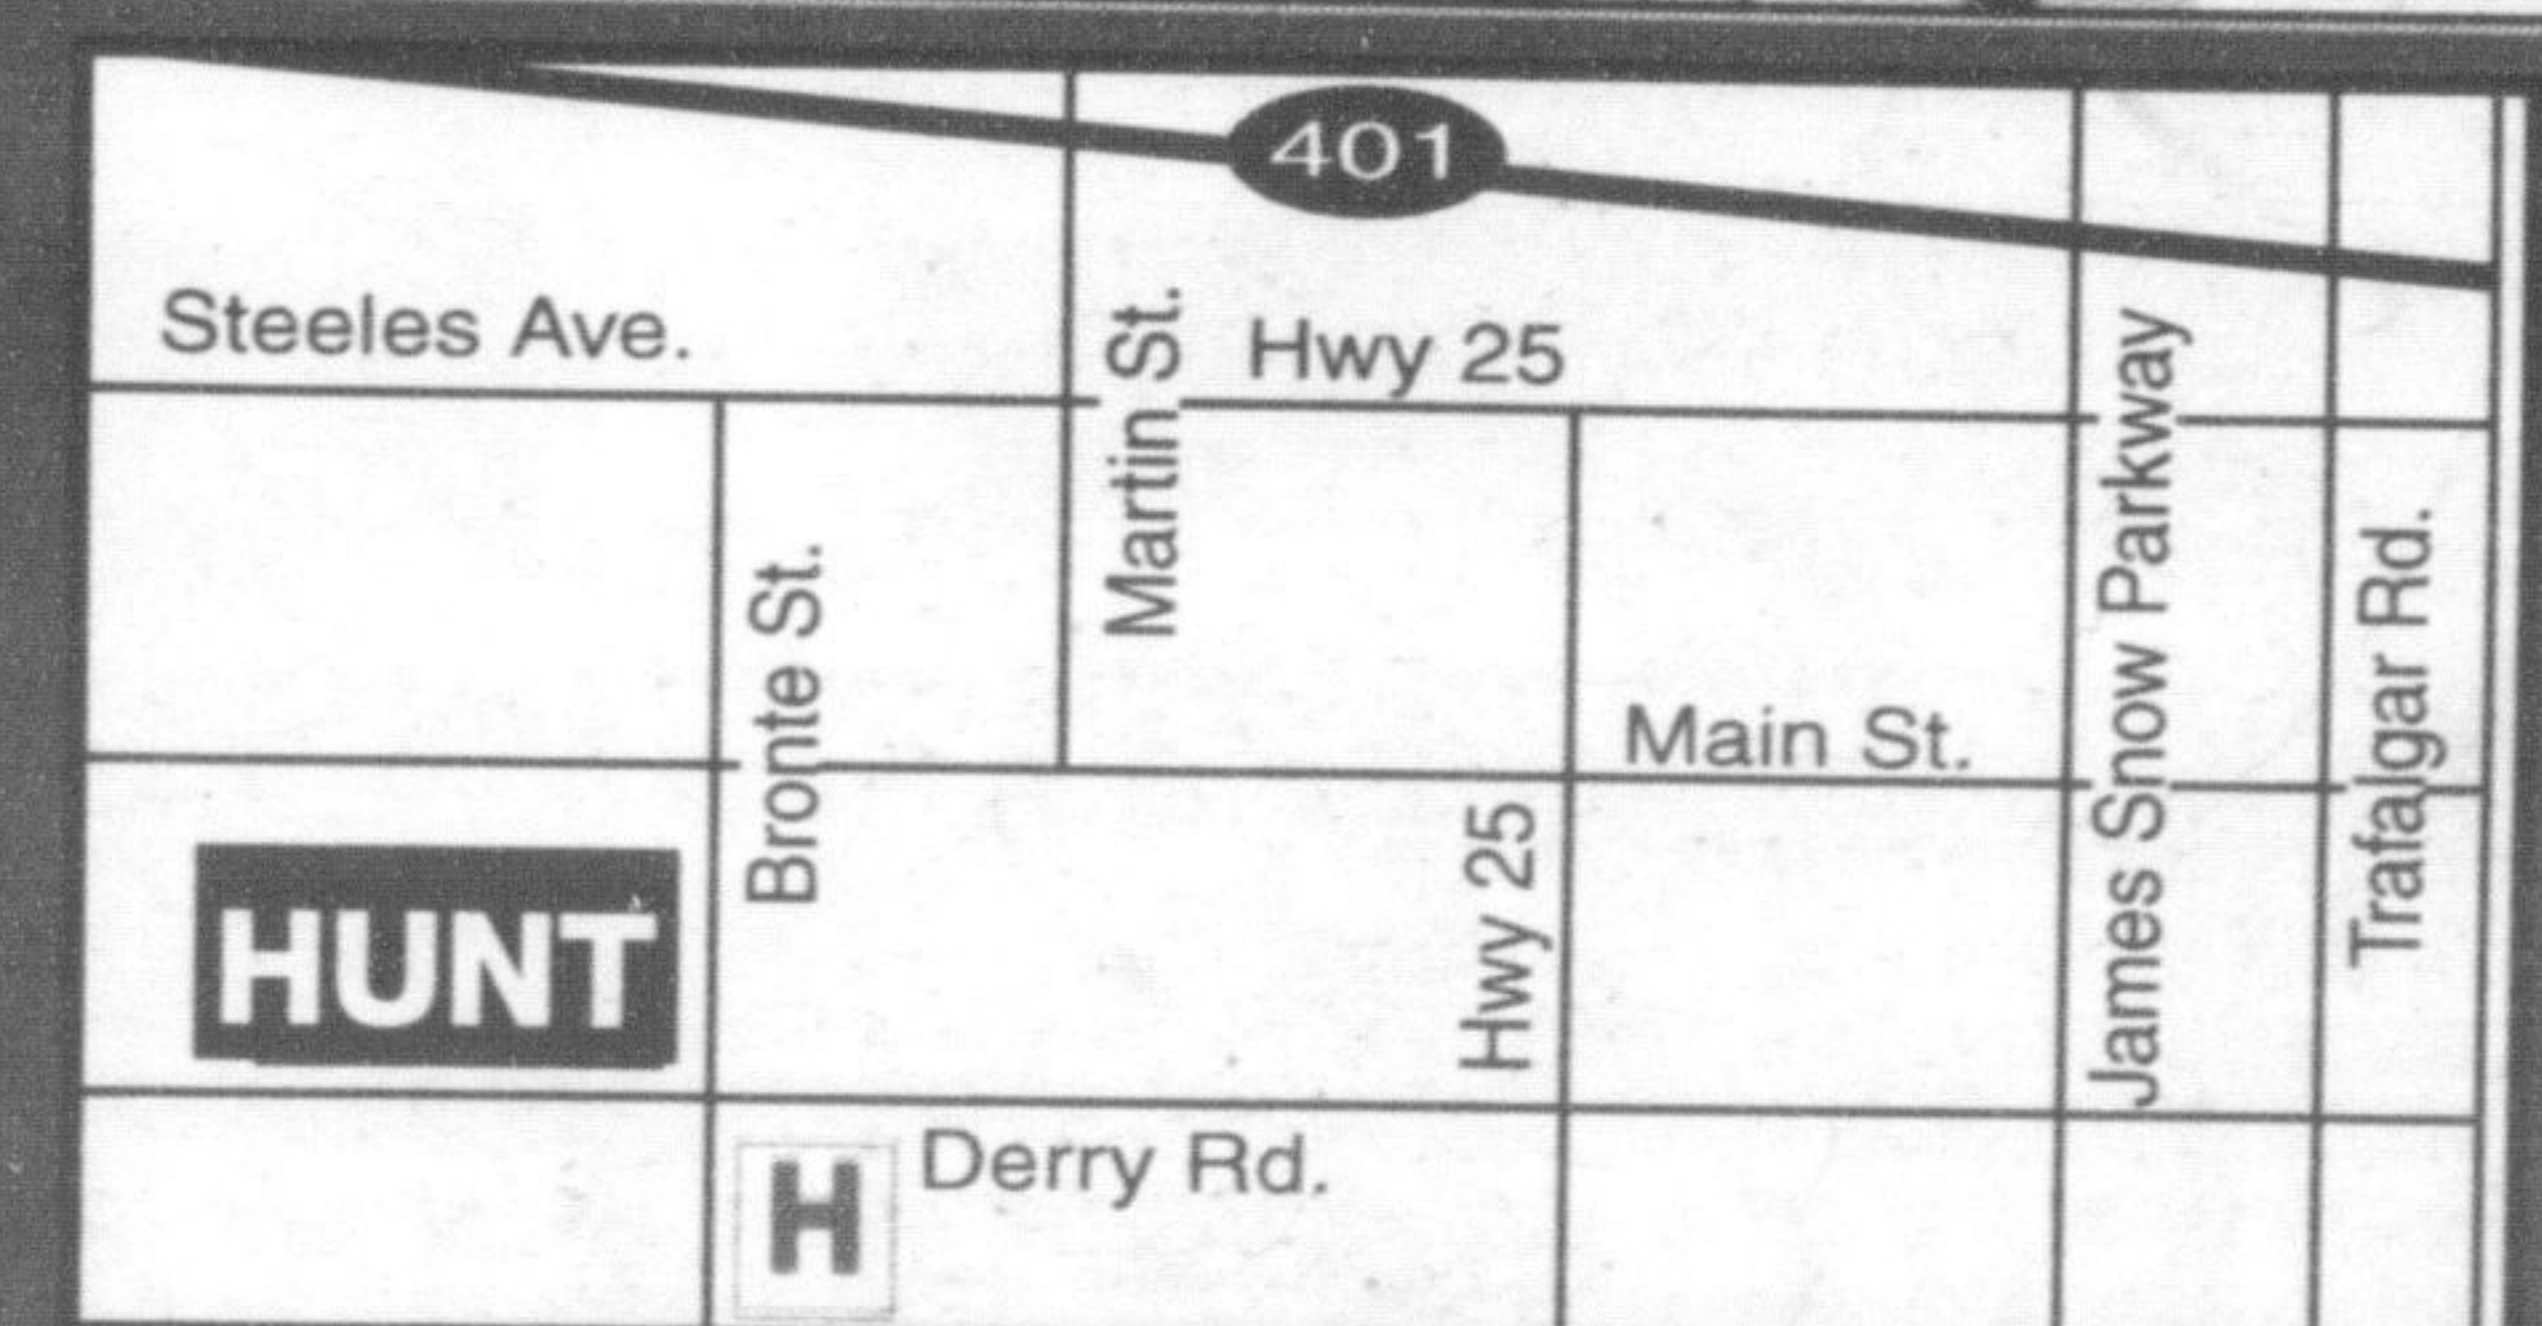 401
Steeles Ave.
Martin St.
Hwy 25
Bronte St.
Main St.
James Snow Parkway
Trafalgar Rd.
HUNT
Hwy 25
H
Derry Rd.